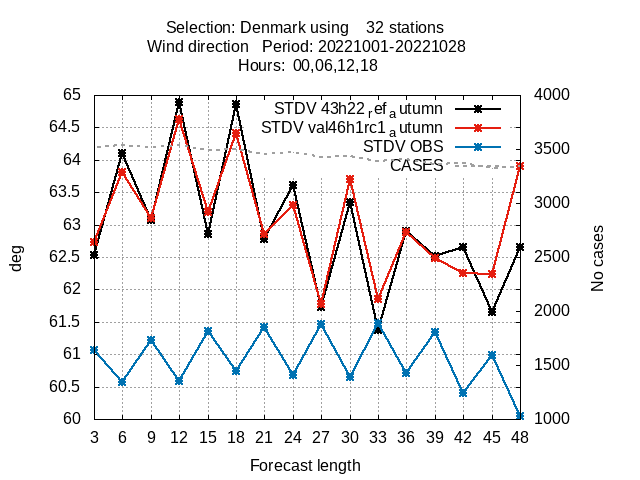 Selection: Denmark using    32 stations
Wind direction   Period: 20221001-20221028
Hours:  00,06,12,18
STDV 43h22ref_autumn
STDV val46h1rc1_autumn
STDV OBS
CASES
65
64.5
64
63.5
63
62.5
62
61.5
61
60.5
60
4000
3500
3000
2500
2000
1500
1000
deg
No cases
3 6 9 12 15 18 21 24 27 30 33 36 39 42 45 48
Forecast length